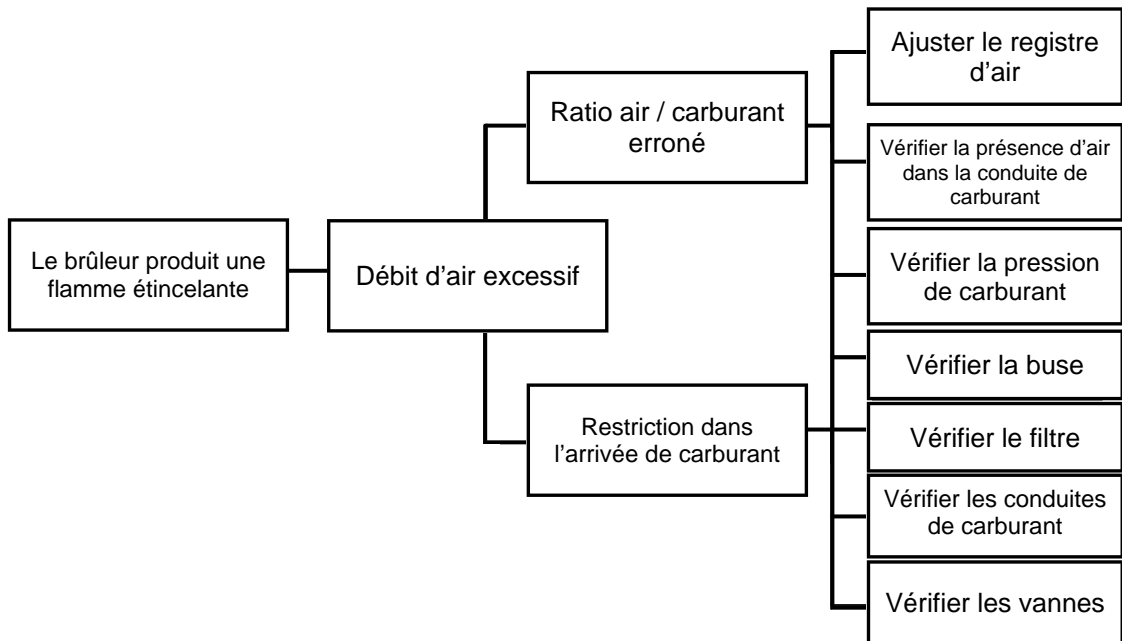 Le brûleur produit une
flamme étincelante
Débit d'air excessif
Ratio air / carburant
erroné
Restriction dans
l'arrivée de carburant
Ajuster le registre
d'air
Vérifier la présence d'air
dans la conduite de
carburant
Vérifier la pression
de carburant
Vérifier la buse
Vérifier le filtre
Vérifier les conduites
de carburant
Vérifier les vannes